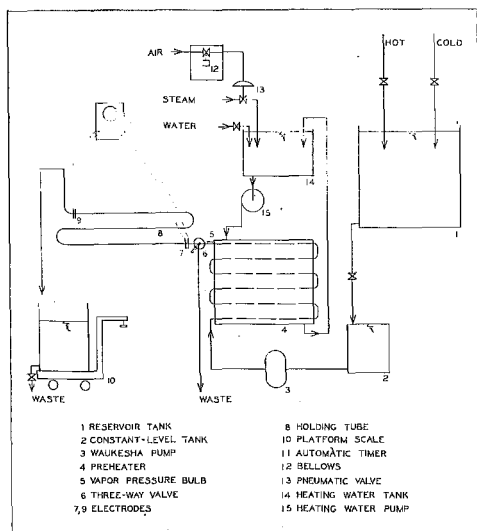 HOT COLD
AIR
12
13
STEAM
WATER
14
15
1
9
8
7
5
6
4
3
2
10
WASTE
WASTE
1 RESERVOIR TANK
2 CONSTANT-LEVEL TANK
3 WAUKESHA PUMP
4 PREHEATER
5 VAPOR PRESSURE BULB
6 THREE-WAY VALVE
7,9 ELECTRODES
8 HOLDING TUBE
10 PLATFORM SCALE
11 AUTOMATIC TIMER
12 BELLOWS
13 PNEUMATIC VALVE
14 HEATING WATER TANK
15 HEATING WATER PUMP